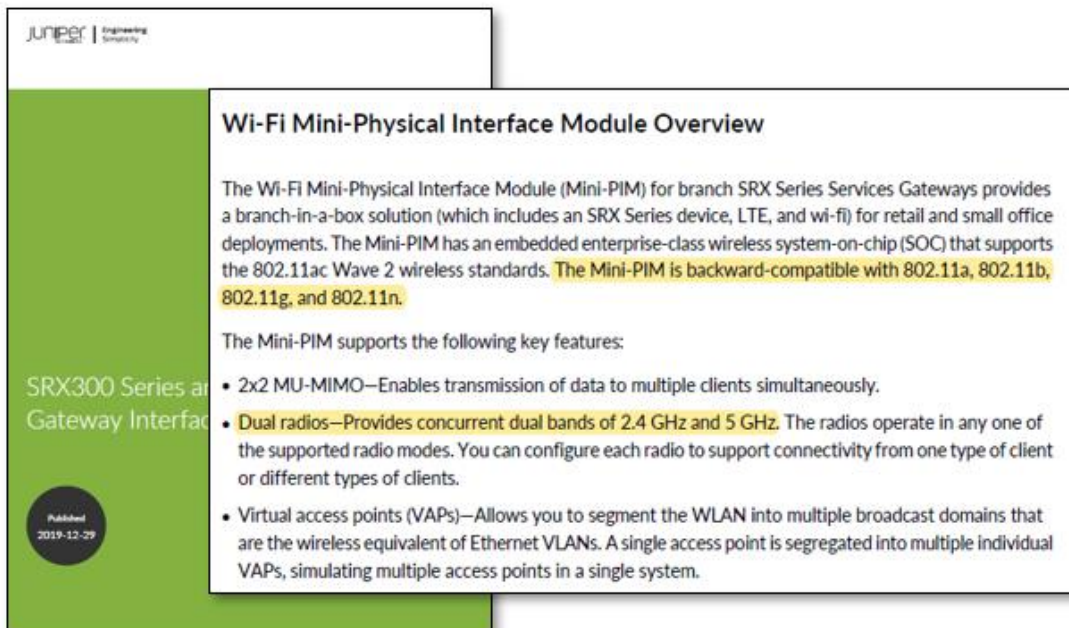 JUNIPER | Engineering
Simplicity
Wi-Fi Mini-Physical Interface Module Overview
The Wi-Fi Mini-Physical Interface Module (Mini-PIM) for branch SRX Series Services Gateways provides
a branch-in-a-box solution (which includes an SRX Series device, LTE, and wi-fi) for retail and small office
deployments. The Mini-PIM has an embedded enterprise-class wireless system-on-chip (SOC) that supports
the 802.11ac Wave 2 wireless standards. The Mini-PIM is backward-compatible with 802.11a, 802.11b,
802.11g, and 802.11n.
The Mini-PIM supports the following key features:
• 2x2 MU-MIMO—Enables transmission of data to multiple clients simultaneously.
• Dual radios—Provides concurrent dual bands of 2.4 GHz and 5 GHz. The radios operate in any one of
the supported radio modes. You can configure each radio to support connectivity from one type of client
or different types of clients.
• Virtual access points (VAPs)—Allows you to segment the WLAN into multiple broadcast domains that
are the wireless equivalent of Ethernet VLANs. A single access point is segregated into multiple individual
VAPs, simulating multiple access points in a single system.
SRX300 Series
Gateway
Published
2019-12-29